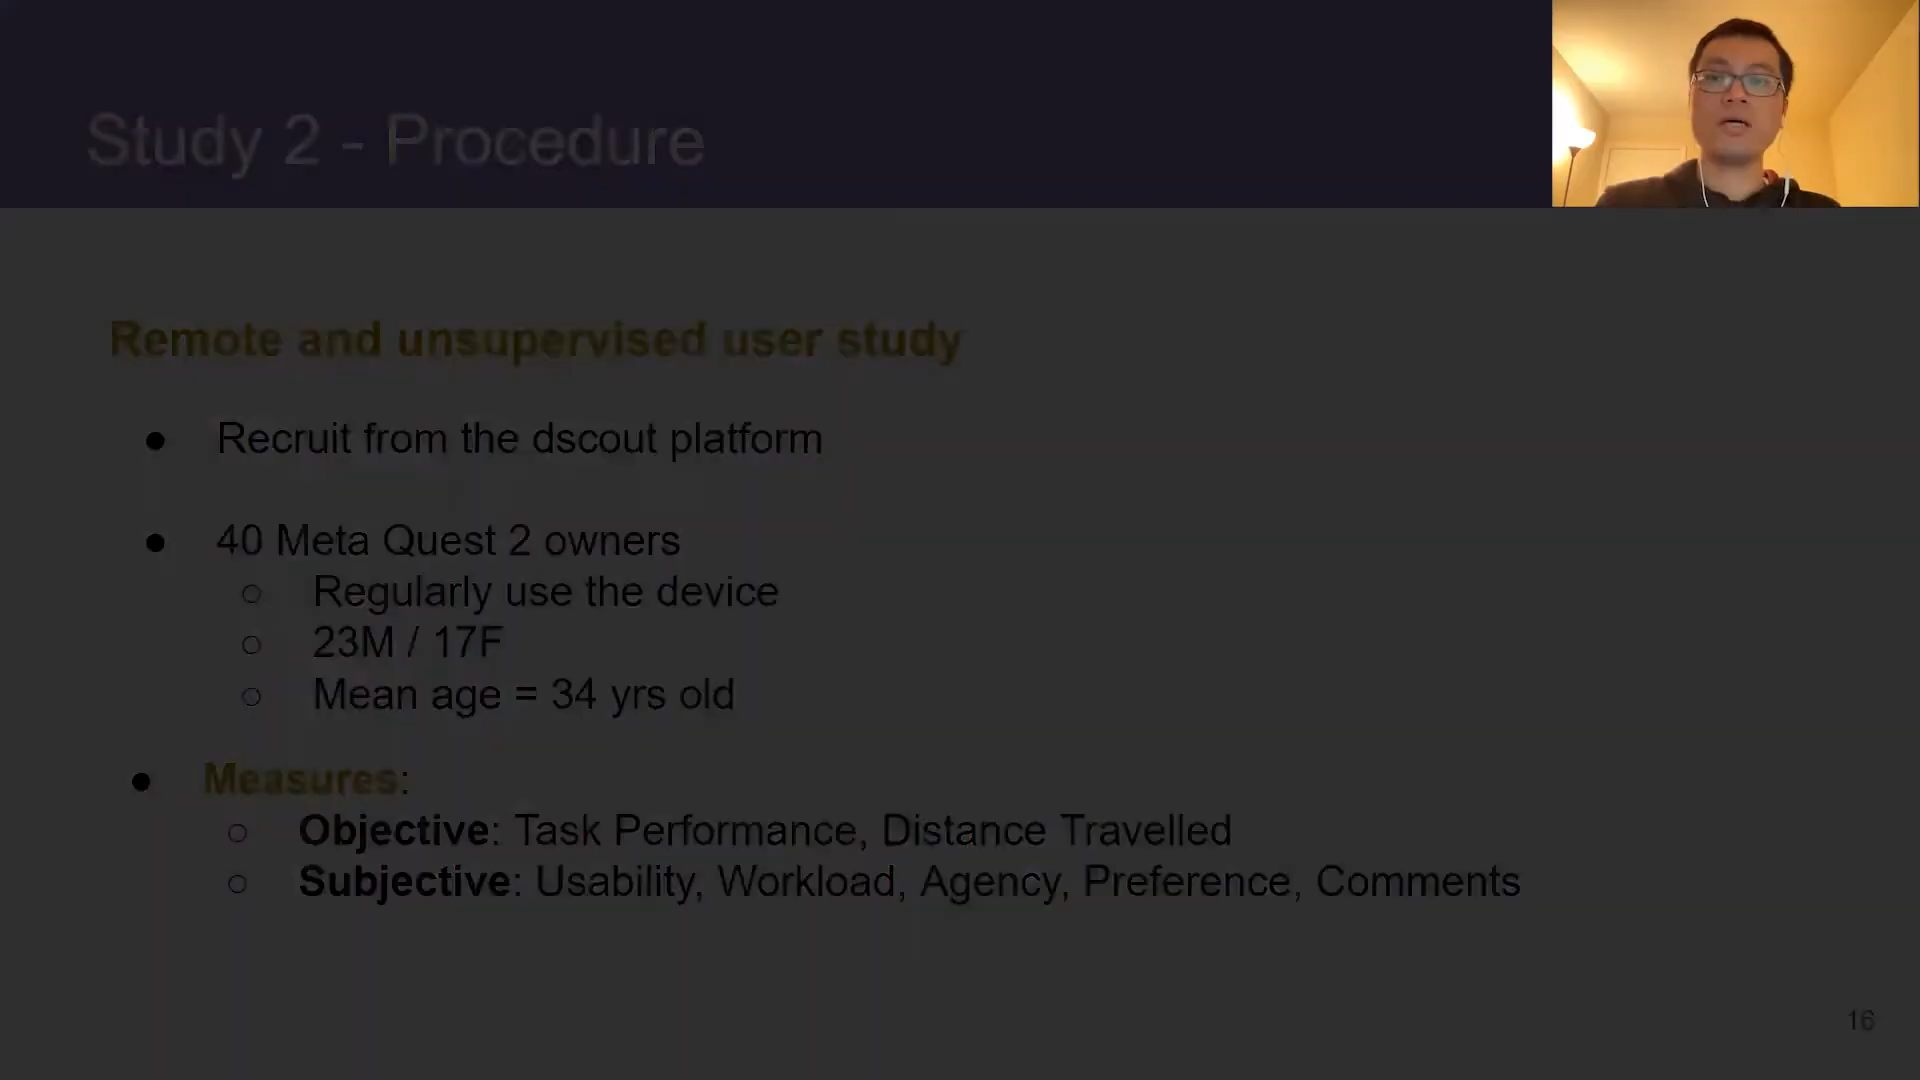 Study 2 - Procedure
Remote and unsupervised user study
● Recruit from the dscout platform
● 40 Meta Quest 2 owners
○ Regularly use the device
○ 23M / 17F
○ Mean age = 34 yrs old
● Measures:
○ Objective: Task Performance, Distance Travelled
○ Subjective: Usability, Workload, Agency, Preference, Comments
16